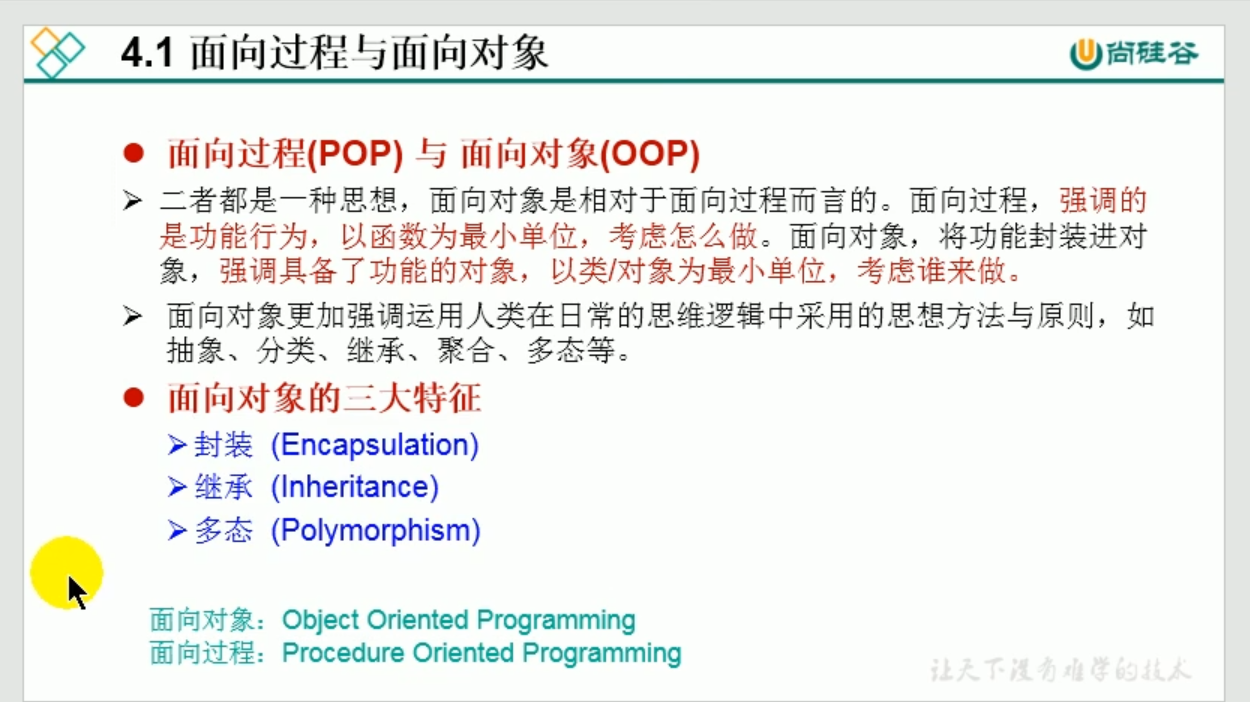 4.1 面向过程与面向对象
尚硅谷
面向过程(POP) 与 面向对象(OOP)
二者都是一种思想，面向对象是相对于面向过程而言的。面向过程，强调的
是功能行为，以函数为最小单位，考虑怎么做。面向对象，将功能封装进对
象，强调具备了功能的对象，以类/对象为最小单位，考虑谁来做。
面向对象更加强调运用人类在日常的思维逻辑中采用的思想方法与原则，如
抽象、分类、继承、聚合、多态等。
面向对象的三大特征
封装 (Encapsulation)
继承 (Inheritance)
多态 (Polymorphism)
面向对象：Object Oriented Programming
面向过程：Procedure Oriented Programming
让天下没有难学的技术